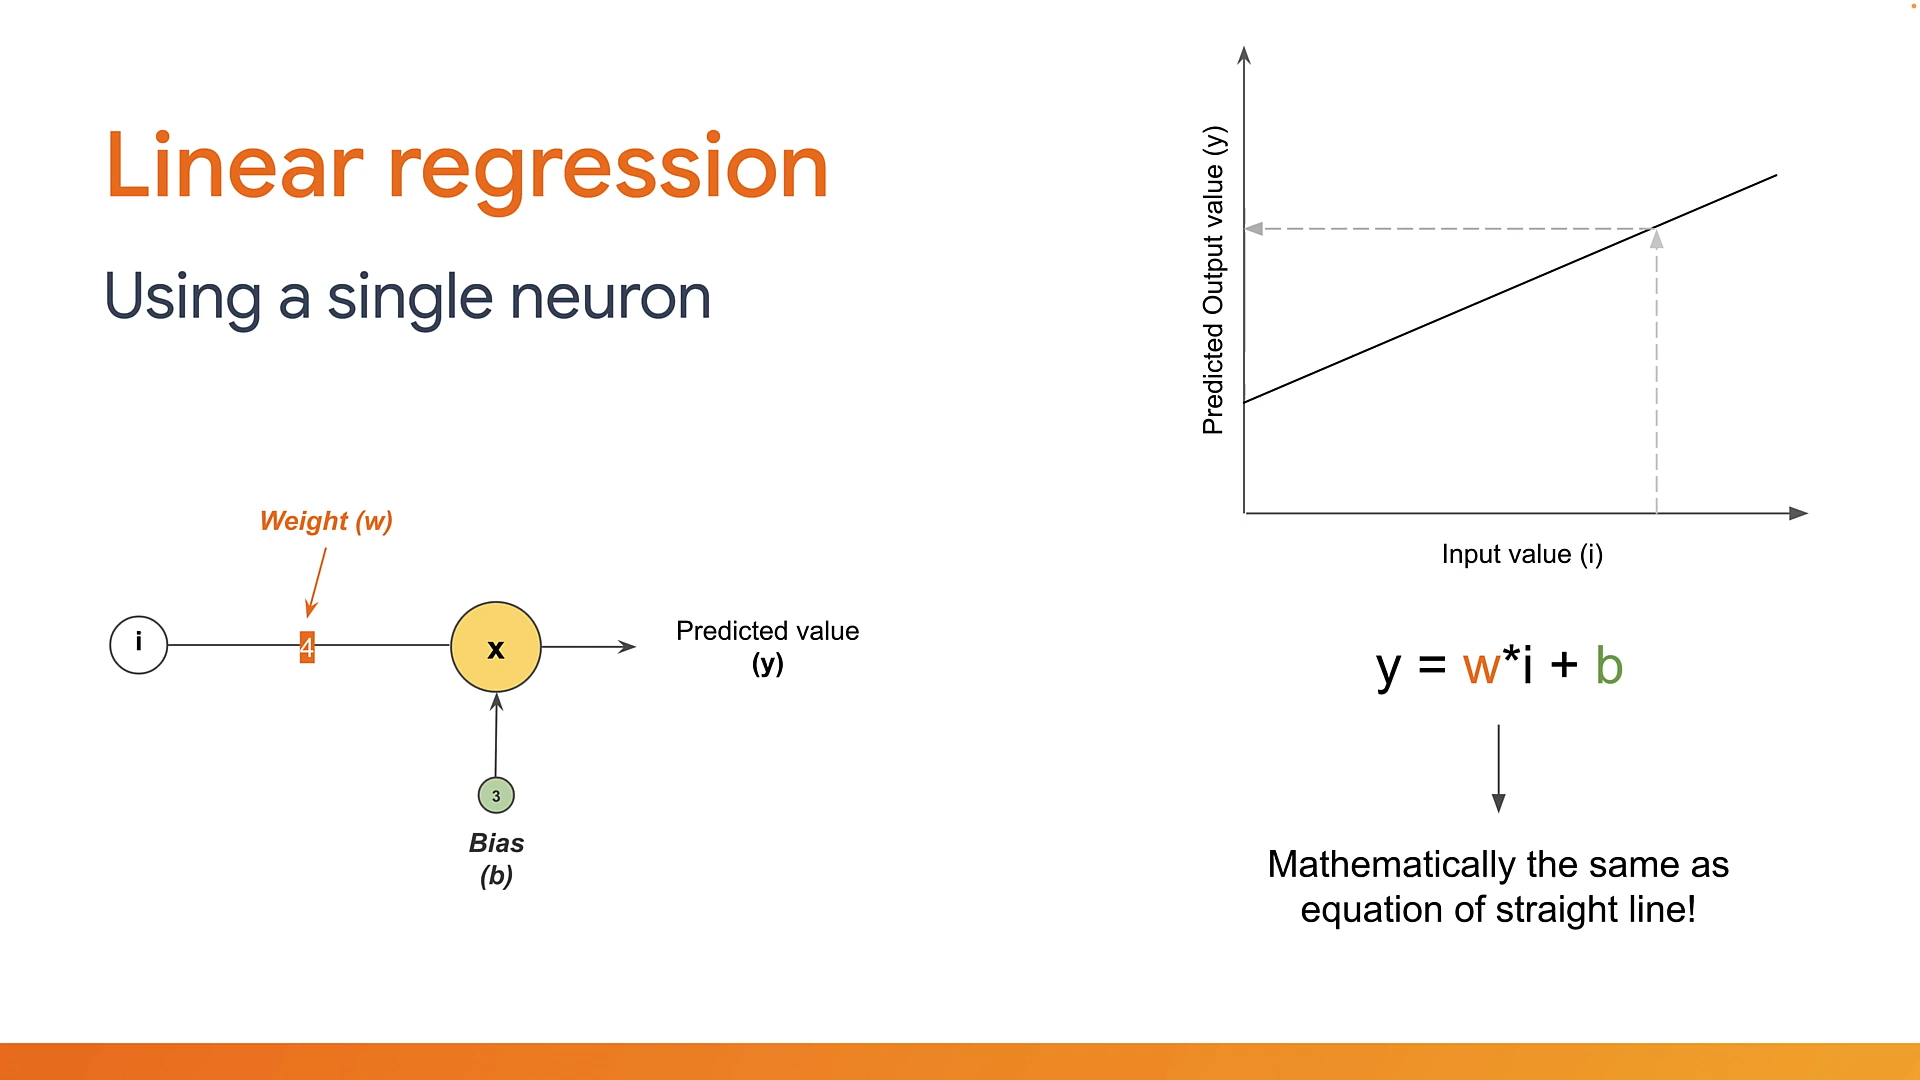 Linear regression
Using a single neuron
Weight (w)
i
4
x
Predicted value
(y)
3
Bias
(b)
Predicted Output value (y)
Input value (i)
y = w*i + b
Mathematically the same as
equation of straight line!